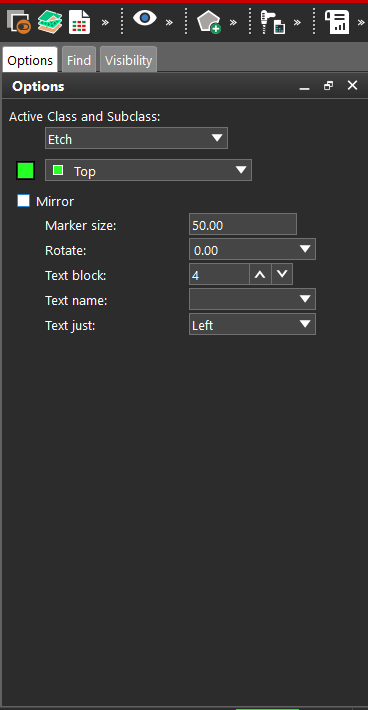 Options Find Visibility
Options
Active Class and Subclass:
Etch
Top
Mirror
Marker size: 50.00
Rotate: 0.00
Text block: 4
Text name:
Text just: Left